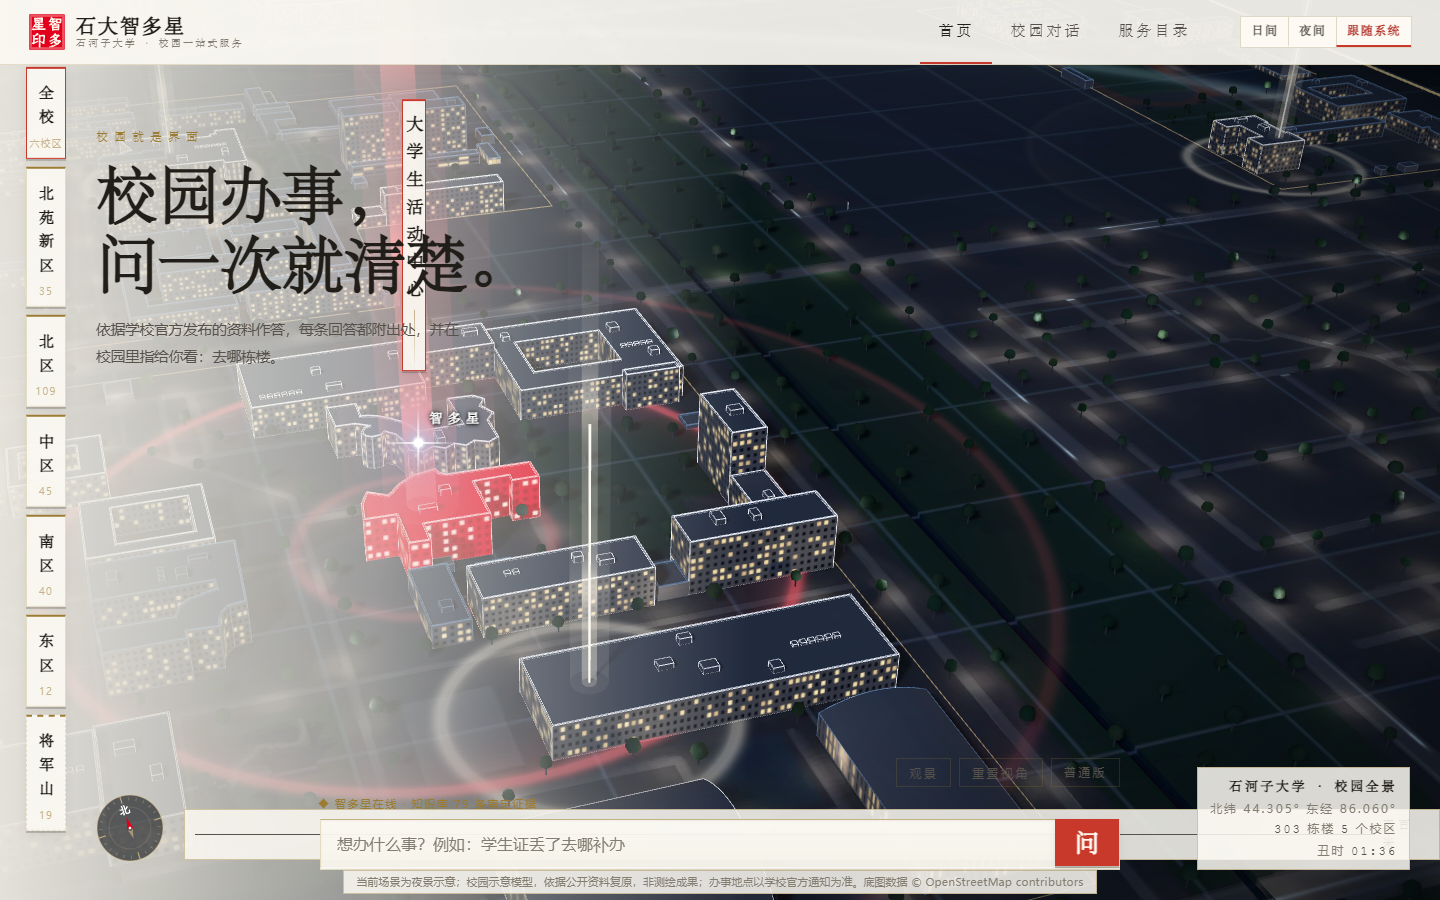 星智
印多
石大智多星
石河子大学 · 校园一站式服务
首页
校园对话
服务目录
日间
夜间
跟随系统
全校
六校区
北苑新区
35
北区
109
中区
45
南区
40
东区
12
将军山
19
校园就是界面
校园办事，
问一次就清楚。
依据学校官方发布的资料作答，每条回答都附出处，并在
校园里指给你看：去哪栋楼。
大学生活动中心
智多星
北
观景
重置视角
普通版
智多星在线
想办什么事？例如：学生证丢了去哪补办
问
当前场景为夜景示意；校园示意模型，依据公开资料复原，非测绘成果；办事地点以学校官方通知为准。底图数据 © OpenStreetMap contributors
石河子大学 · 校园全景
北纬 44.305° 东经 86.060°
303 栋楼 5 个校区
丑时 01:36